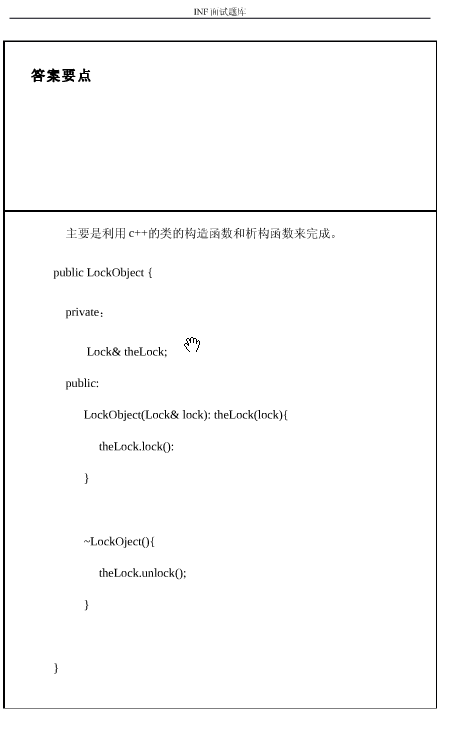 INF 面试题库
答案要点
主要是利用 c++的类的构造函数和析构函数来完成。
public LockObject {
private：
Lock& theLock;
public:
LockObject(Lock& lock): theLock(lock){
theLock.lock():
}
~LockOject(){
theLock.unlock();
}
}